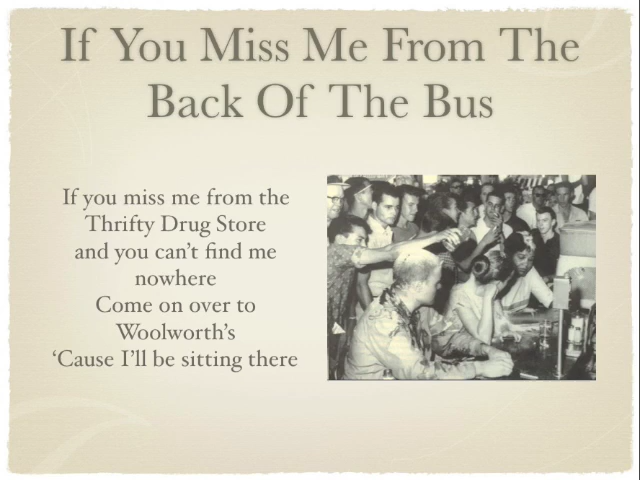 If You Miss Me From The
Back Of The Bus
If you miss me from the
Thrifty Drug Store
and you can’t find me
nowhere
Come on over to
Woolworth’s
‘Cause I’ll be sitting there